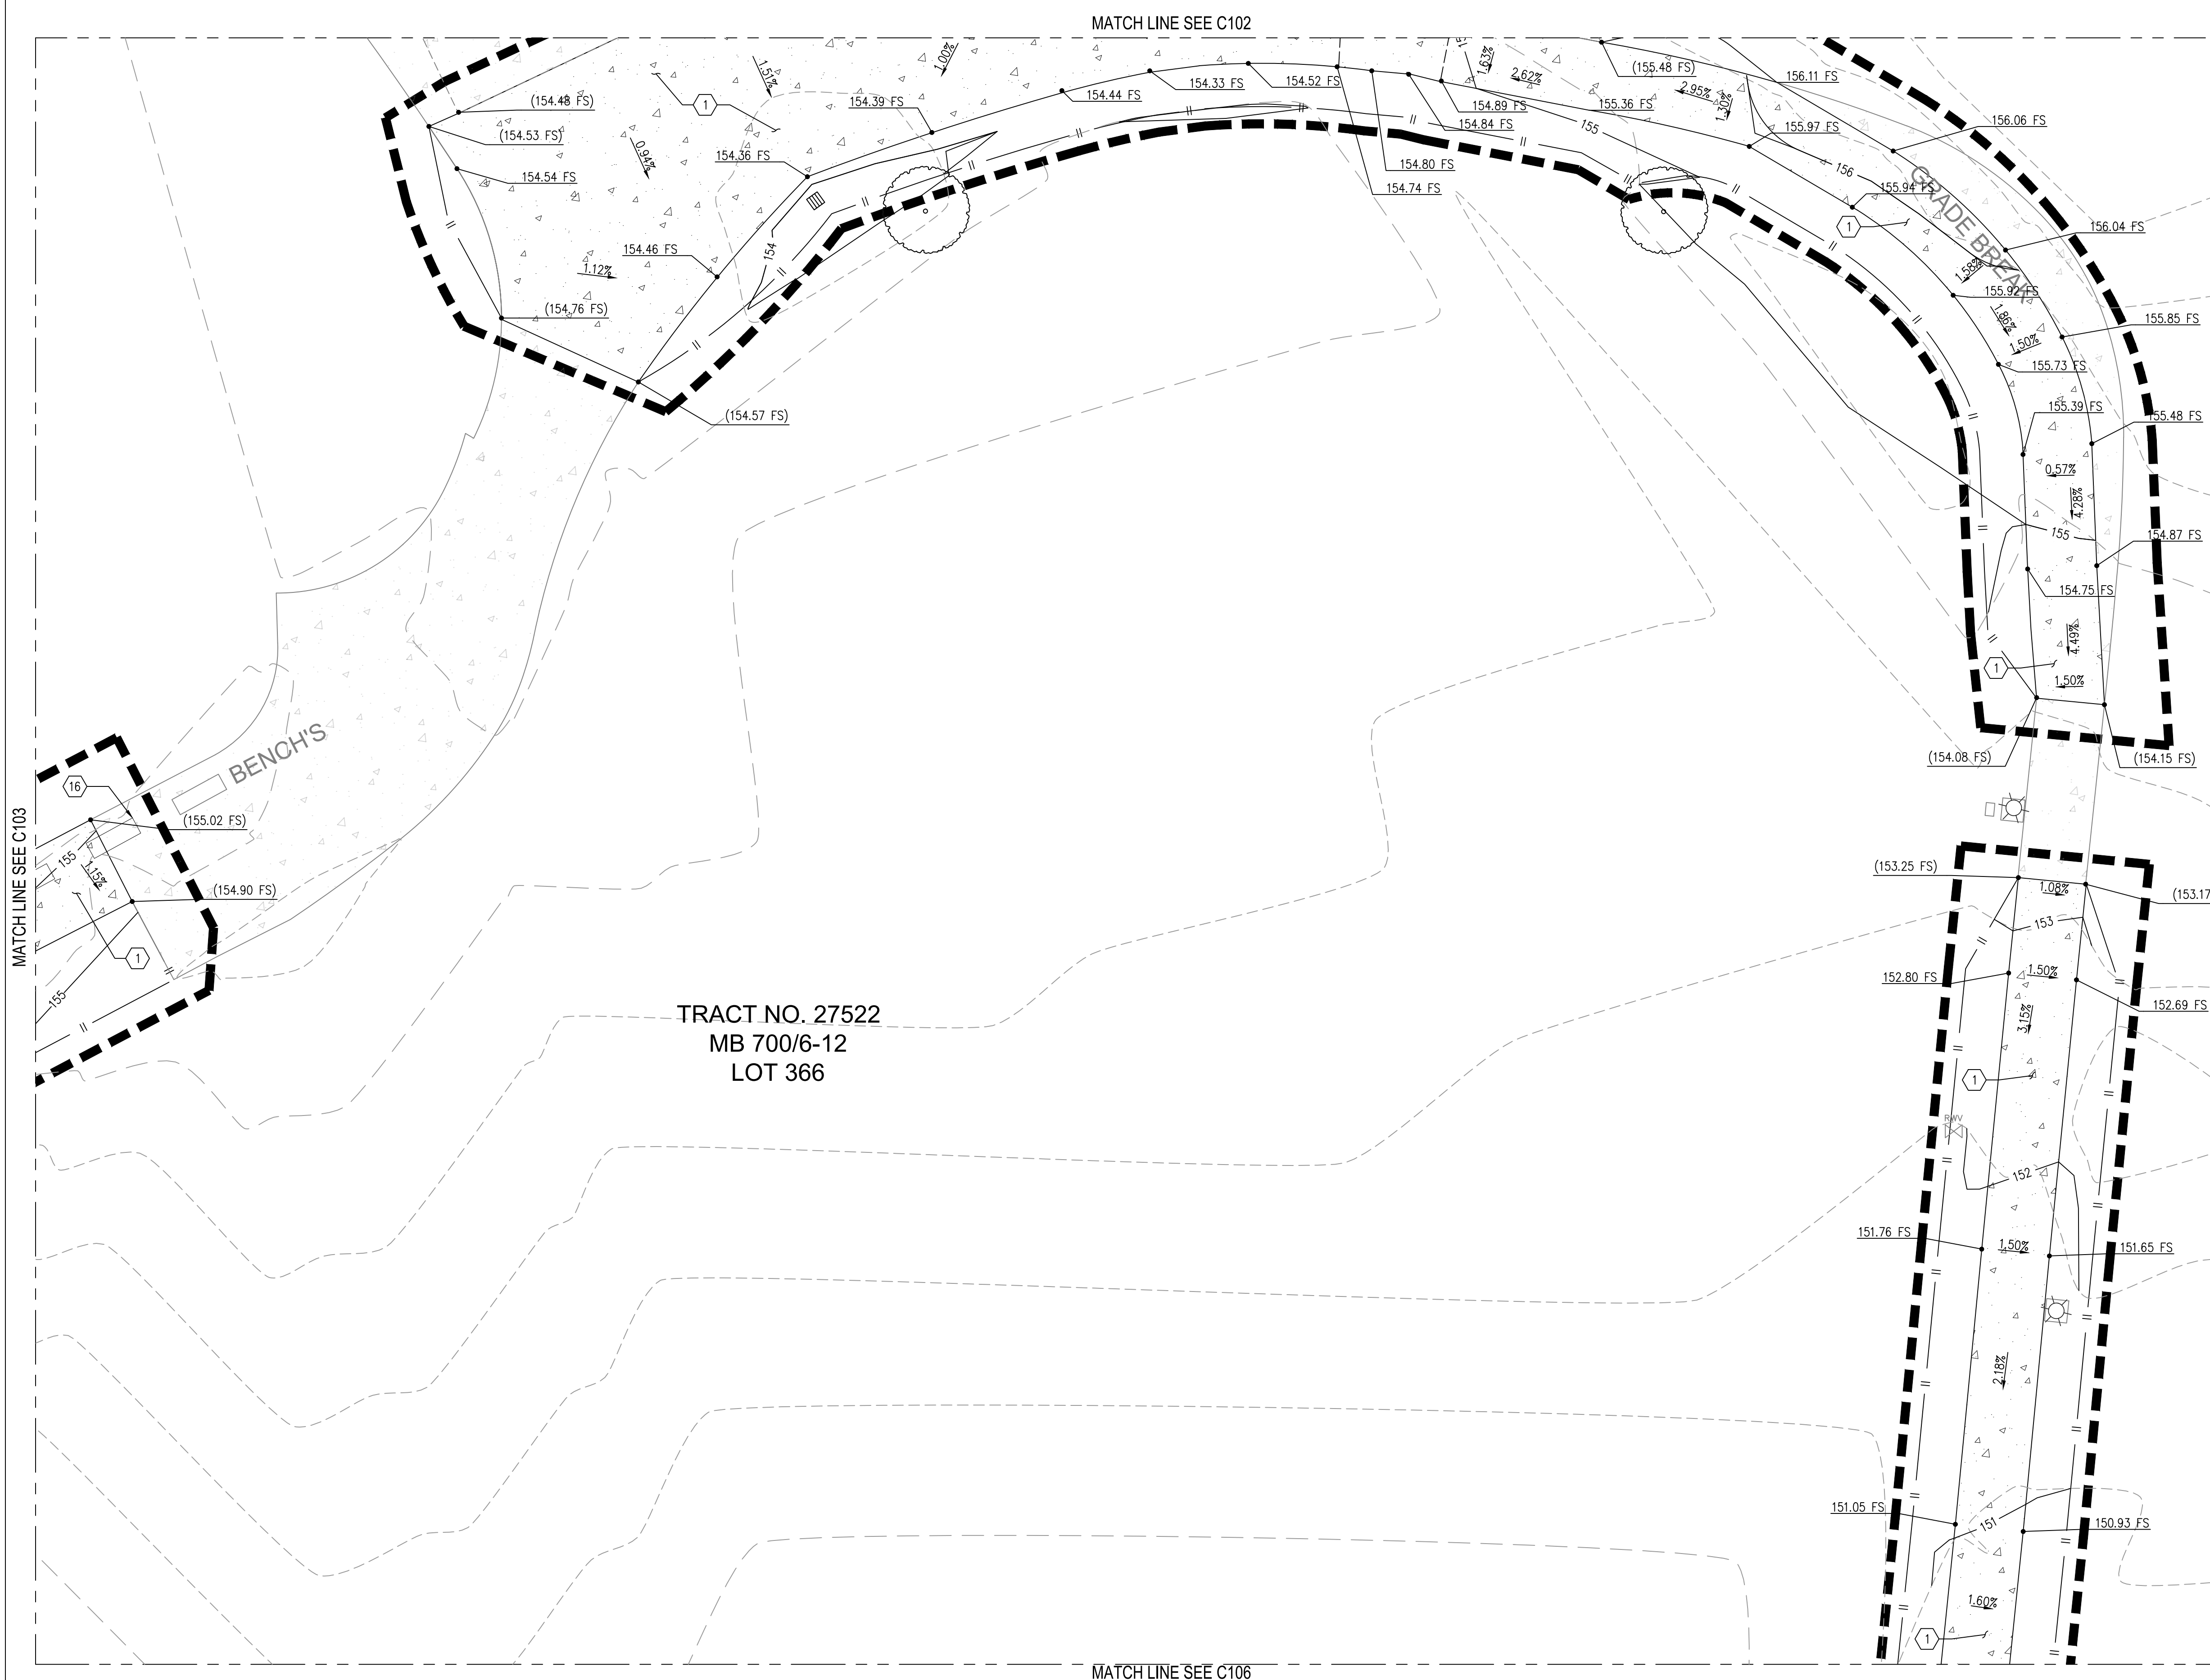 MATCH LINE SEE C102
1.51%
1.00%
1.63%
2.62%
(155.48 FS)
156.11 FS
2.95%
1.30%
(154.48 FS)
1
154.39 FS
154.44 FS
154.33 FS
154.52 FS
154.89 FS
155.36 FS
(154.53 FS)
0.94%
154.36 FS
154.84 FS
155
155.97 FS
156.06 FS
154.54 FS
154.80 FS
156
154.74 FS
155.94 FS
GRADE BREAK
1
156.04 FS
154.46 FS
154
1.12%
1.58%
155.92 FS
(154.76 FS)
1.86%
155.85 FS
1.50%
155.73 FS
(154.57 FS)
155.39 FS
155.48 FS
0.57%
4.28%
155
154.87 FS
154.75 FS
4.49%
1
1.50%
(154.08 FS)
(154.15 FS)
BENCH'S
16
(155.02 FS)
MATCH LINE SEE C103
155
1.15%
(154.90 FS)
1
155
(153.25 FS)
1.08%
(153.17
153
152.80 FS
1.50%
152.69 FS
3.15%
TRACT NO. 27522
MB 700/6-12
LOT 366
1
RWV
152
151.76 FS
1.50%
151.65 FS
2.18%
151.05 FS
151
150.93 FS
1.60%
1
MATCH LINE SEE C106